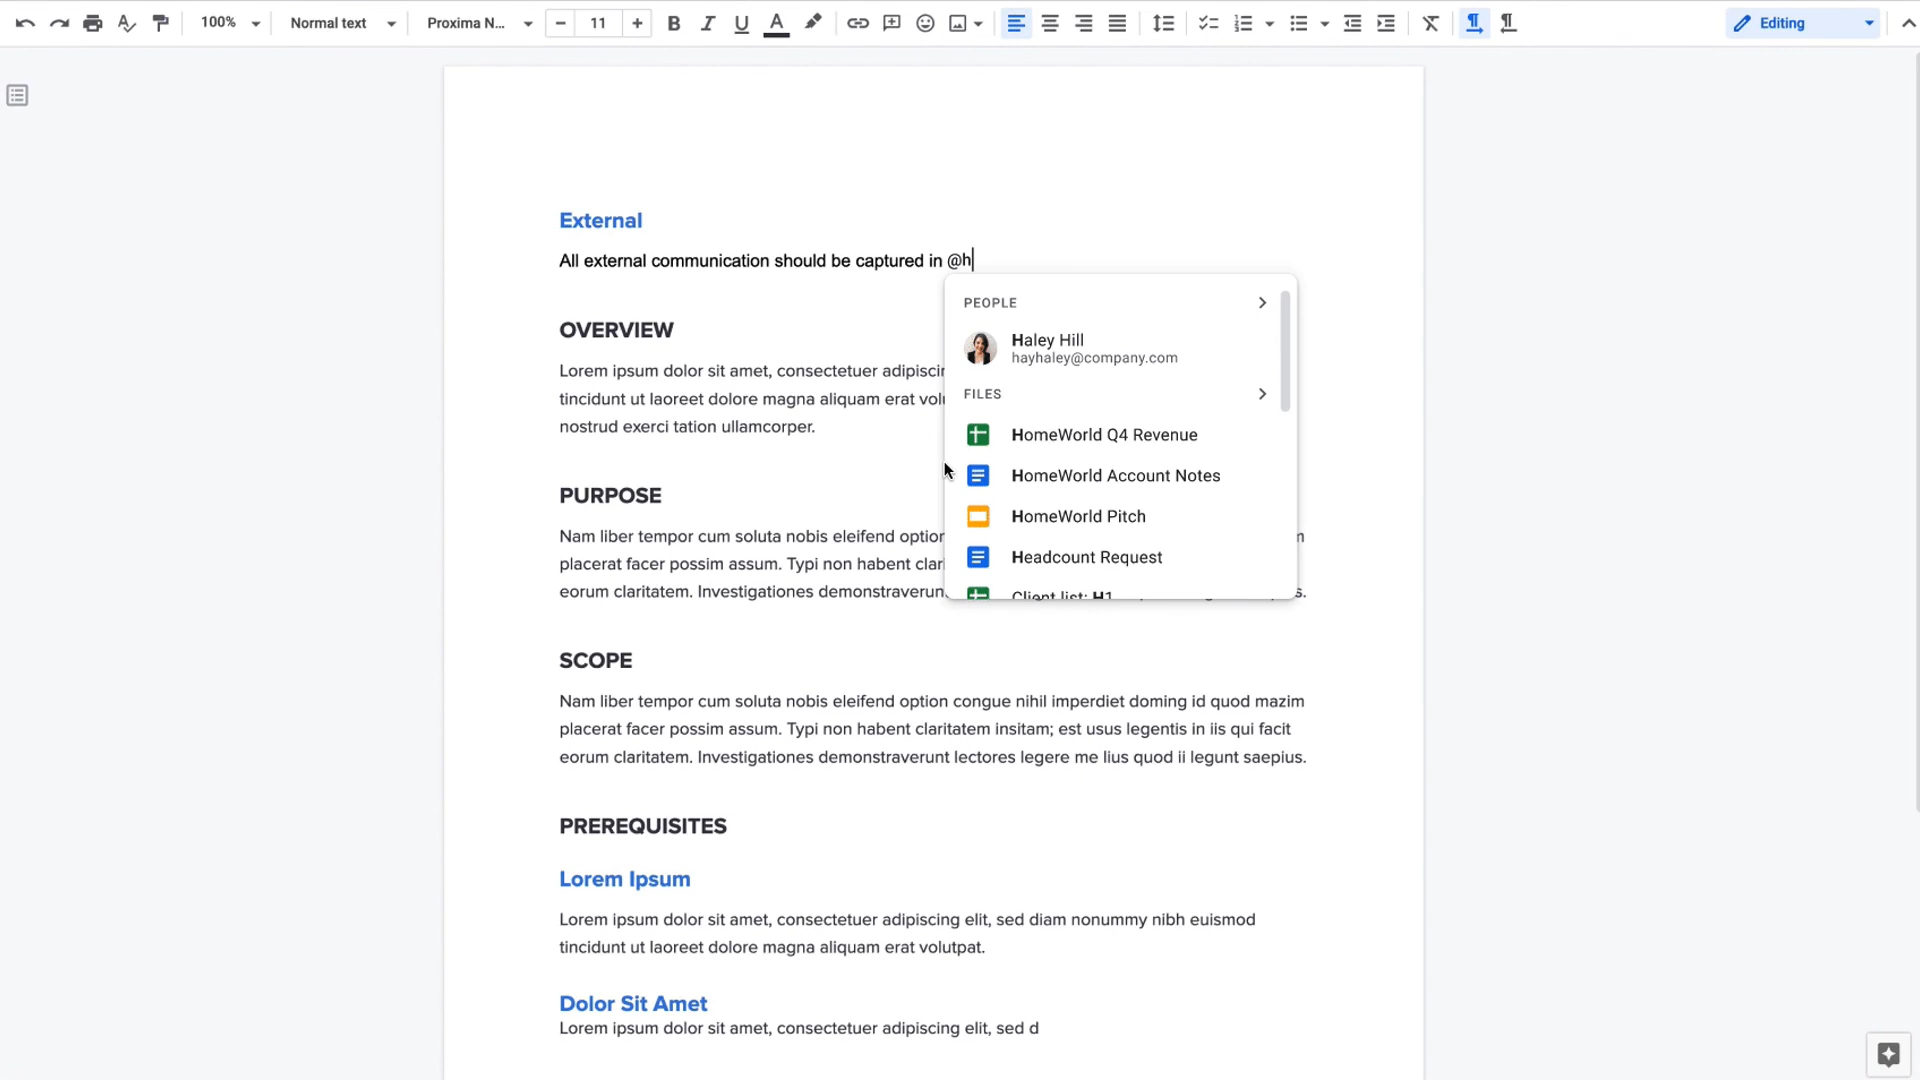 100%
Normal text
Proxima N...
11
B
I
U
A
Editing
External
All external communication should be captured in @h
PEOPLE
Haley Hill
hayhaley@company.com
FILES
HomeWorld Q4 Revenue
HomeWorld Account Notes
HomeWorld Pitch
Headcount Request
Client list: H1
OVERVIEW
Lorem ipsum dolor sit amet, consectetuer adipiscin
tincidunt ut laoreet dolore magna aliquam erat volu
nostrud exerci tation ullamcorper.
PURPOSE
Nam liber tempor cum soluta nobis eleifend option m
placerat facer possim assum. Typi non habent clari
eorum claritatem. Investigationes demonstraverun s.
SCOPE
Nam liber tempor cum soluta nobis eleifend option congue nihil imperdiet doming id quod mazim
placerat facer possim assum. Typi non habent claritatem insitam; est usus legentis in iis qui facit
eorum claritatem. Investigationes demonstraverunt lectores legere me lius quod ii legunt saepius.
PREREQUISITES
Lorem Ipsum
Lorem ipsum dolor sit amet, consectetuer adipiscing elit, sed diam nonummy nibh euismod
tincidunt ut laoreet dolore magna aliquam erat volutpat.
Dolor Sit Amet
Lorem ipsum dolor sit amet, consectetuer adipiscing elit, sed d